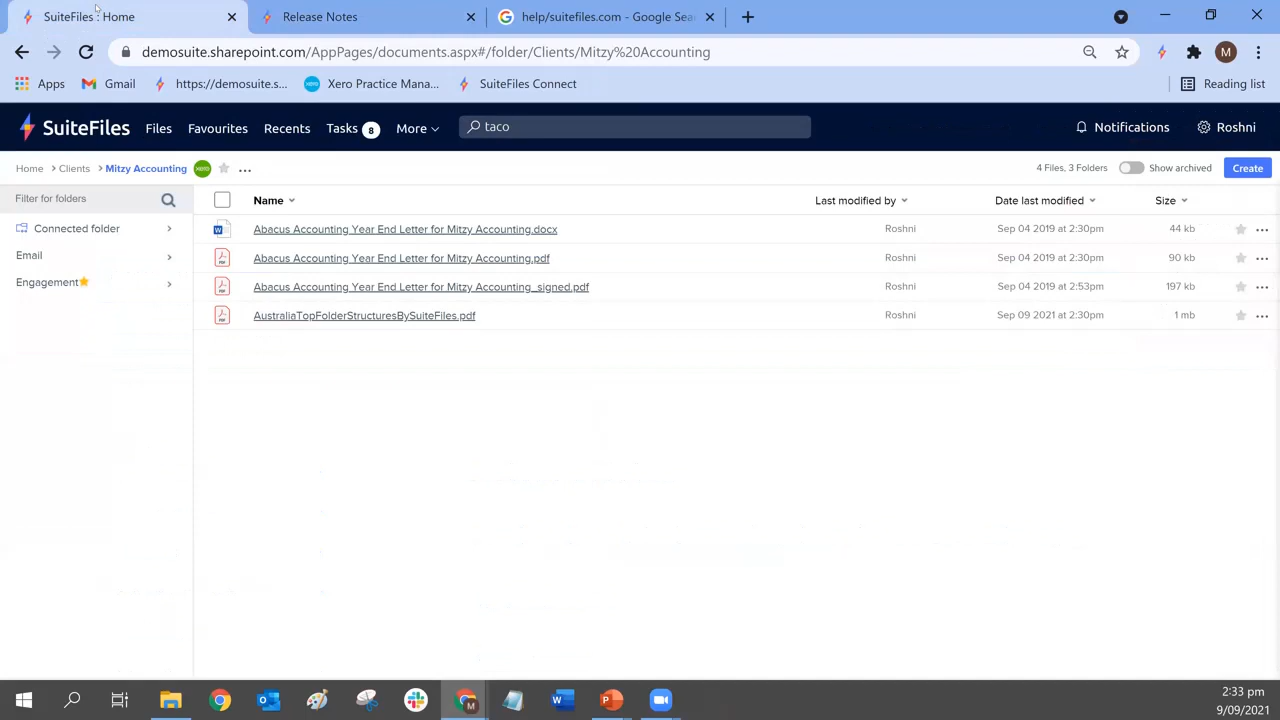 SuiteFiles : Home
Release Notes
help/suitefiles.com - Google Sea
demosuite.sharepoint.com/AppPages/documents.aspx#/folder/Clients/Mitzy%20Accounting
M
Apps
Gmail
https://demosuite.s...
Xero Practice Mana...
SuiteFiles Connect
Reading list
SuiteFiles
Files
Favourites
Recents
Tasks 8
More
taco
Notifications
Roshni
Home > Clients > Mitzy Accounting xero ...
4 Files, 3 Folders
Show archived
Create
Filter for folders
Name
Last modified by
Date last modified
Size
Connected folder
Email
Engagement
Abacus Accounting Year End Letter for Mitzy Accounting.docx Roshni Sep 04 2019 at 2:30pm 44 kb
Abacus Accounting Year End Letter for Mitzy Accounting.pdf Roshni Sep 04 2019 at 2:30pm 90 kb
Abacus Accounting Year End Letter for Mitzy Accounting_signed.pdf Roshni Sep 04 2019 at 2:53pm 197 kb
AustraliaTopFolderStructuresBySuiteFiles.pdf Roshni Sep 09 2021 at 2:30pm 1 mb
2:33 pm
9/09/2021